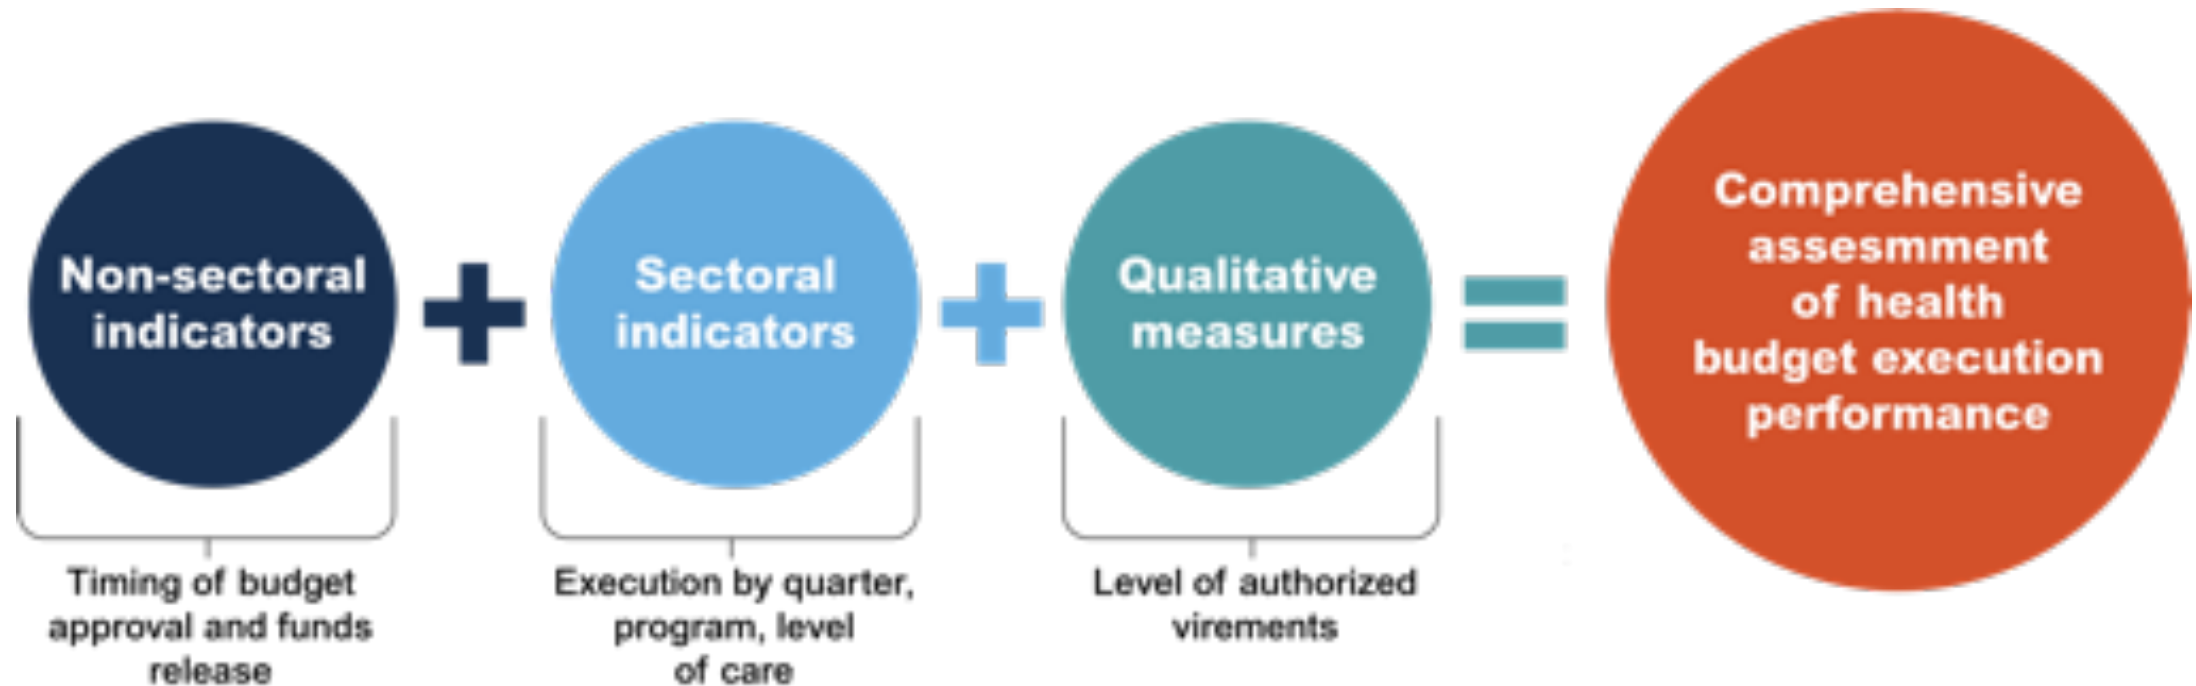 Non-sectoral
indicators
Sectoral
indicators
Qualitative
measures
Comprehensive
assesmment
of health
budget execution
performance
Timing of budget
approval and funds
release
Execution by quarter,
program, level
of care
Level of authorized
virements